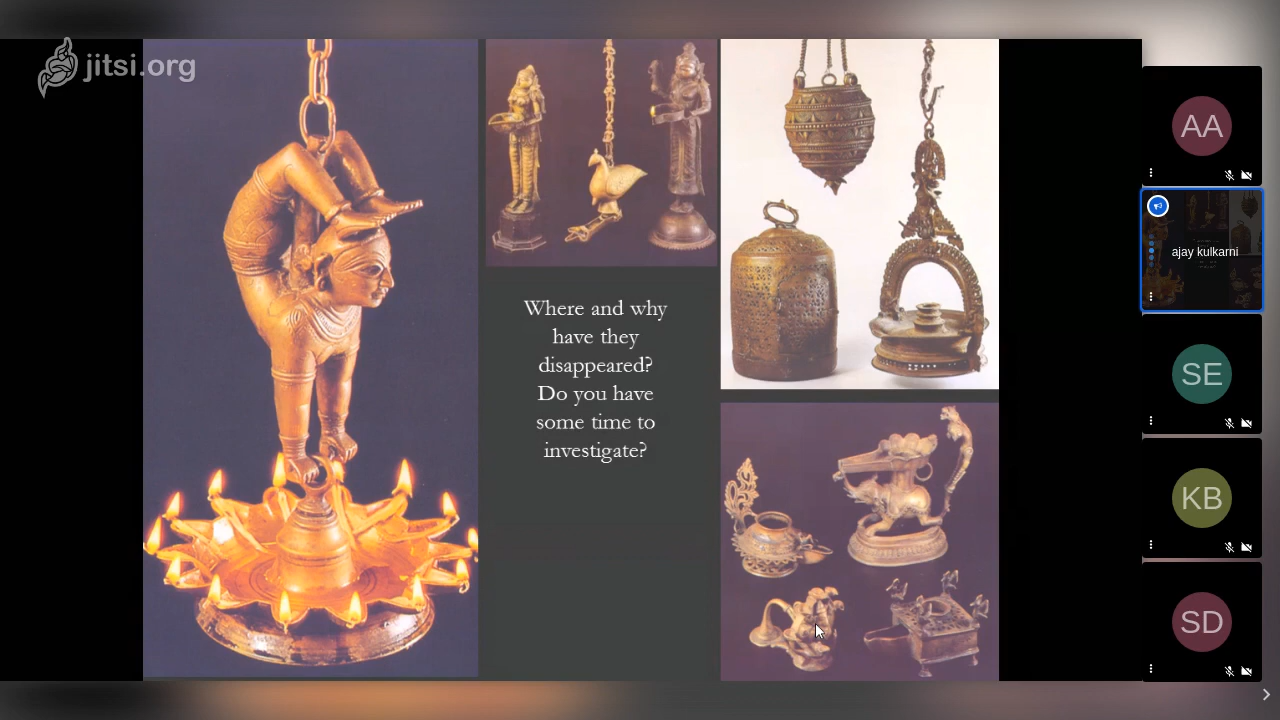 jitsi.org
Where and why
have they
disappeared?
Do you have
some time to
investigate?
AA
ajay kulkarni
SE
KB
SD